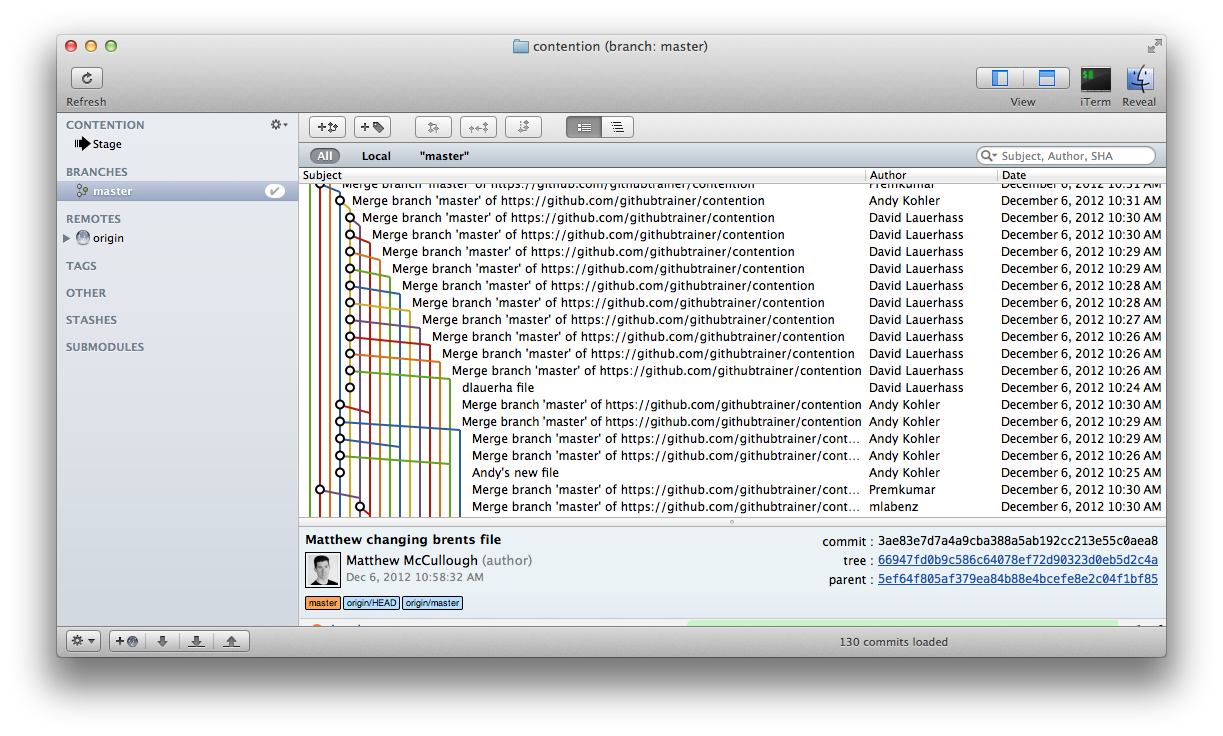 contention (branch: master)
Refresh
View
iTerm
Reveal
CONTENTION
Stage
BRANCHES
master
REMOTES
origin
TAGS
OTHER
STASHES
SUBMODULES
All Local "master"
Subject, Author, SHA
Subject Author Date
Merge branch 'master' of https://github.com/githubtrainer/contention Premkumar December 6, 2012 10:31 AM
Merge branch 'master' of https://github.com/githubtrainer/contention Andy Kohler December 6, 2012 10:31 AM
Merge branch 'master' of https://github.com/githubtrainer/contention David Lauerhass December 6, 2012 10:30 AM
Merge branch 'master' of https://github.com/githubtrainer/contention David Lauerhass December 6, 2012 10:30 AM
Merge branch 'master' of https://github.com/githubtrainer/contention David Lauerhass December 6, 2012 10:29 AM
Merge branch 'master' of https://github.com/githubtrainer/contention David Lauerhass December 6, 2012 10:29 AM
Merge branch 'master' of https://github.com/githubtrainer/contention David Lauerhass December 6, 2012 10:28 AM
Merge branch 'master' of https://github.com/githubtrainer/contention David Lauerhass December 6, 2012 10:28 AM
Merge branch 'master' of https://github.com/githubtrainer/contention David Lauerhass December 6, 2012 10:27 AM
Merge branch 'master' of https://github.com/githubtrainer/contention David Lauerhass December 6, 2012 10:26 AM
Merge branch 'master' of https://github.com/githubtrainer/contention David Lauerhass December 6, 2012 10:26 AM
Merge branch 'master' of https://github.com/githubtrainer/contention David Lauerhass December 6, 2012 10:26 AM
dlauerha file David Lauerhass December 6, 2012 10:24 AM
Merge branch 'master' of https://github.com/githubtrainer/contention Andy Kohler December 6, 2012 10:30 AM
Merge branch 'master' of https://github.com/githubtrainer/contention Andy Kohler December 6, 2012 10:30 AM
Merge branch 'master' of https://github.com/githubtrainer/cont... Andy Kohler December 6, 2012 10:29 AM
Merge branch 'master' of https://github.com/githubtrainer/cont... Andy Kohler December 6, 2012 10:26 AM
Andy's new file Andy Kohler December 6, 2012 10:25 AM
Merge branch 'master' of https://github.com/githubtrainer/cont... Premkumar December 6, 2012 10:30 AM
Merge branch 'master' of https://github.com/githubtrainer/cont... mlabenz December 6, 2012 10:30 AM
Matthew changing brents file
Matthew McCullough (author)
Dec 6, 2012 10:58:32 AM
master origin/HEAD origin/master
commit : 3ae83e7d7a4a9cba388a5ab192cc213e55c0aea8
tree : 66947fd0b9c586c64078ef72d90323d0eb5d2c4a
parent : 5ef64f805af379ea84b88e4bcefe8e2c04f1bf85
130 commits loaded